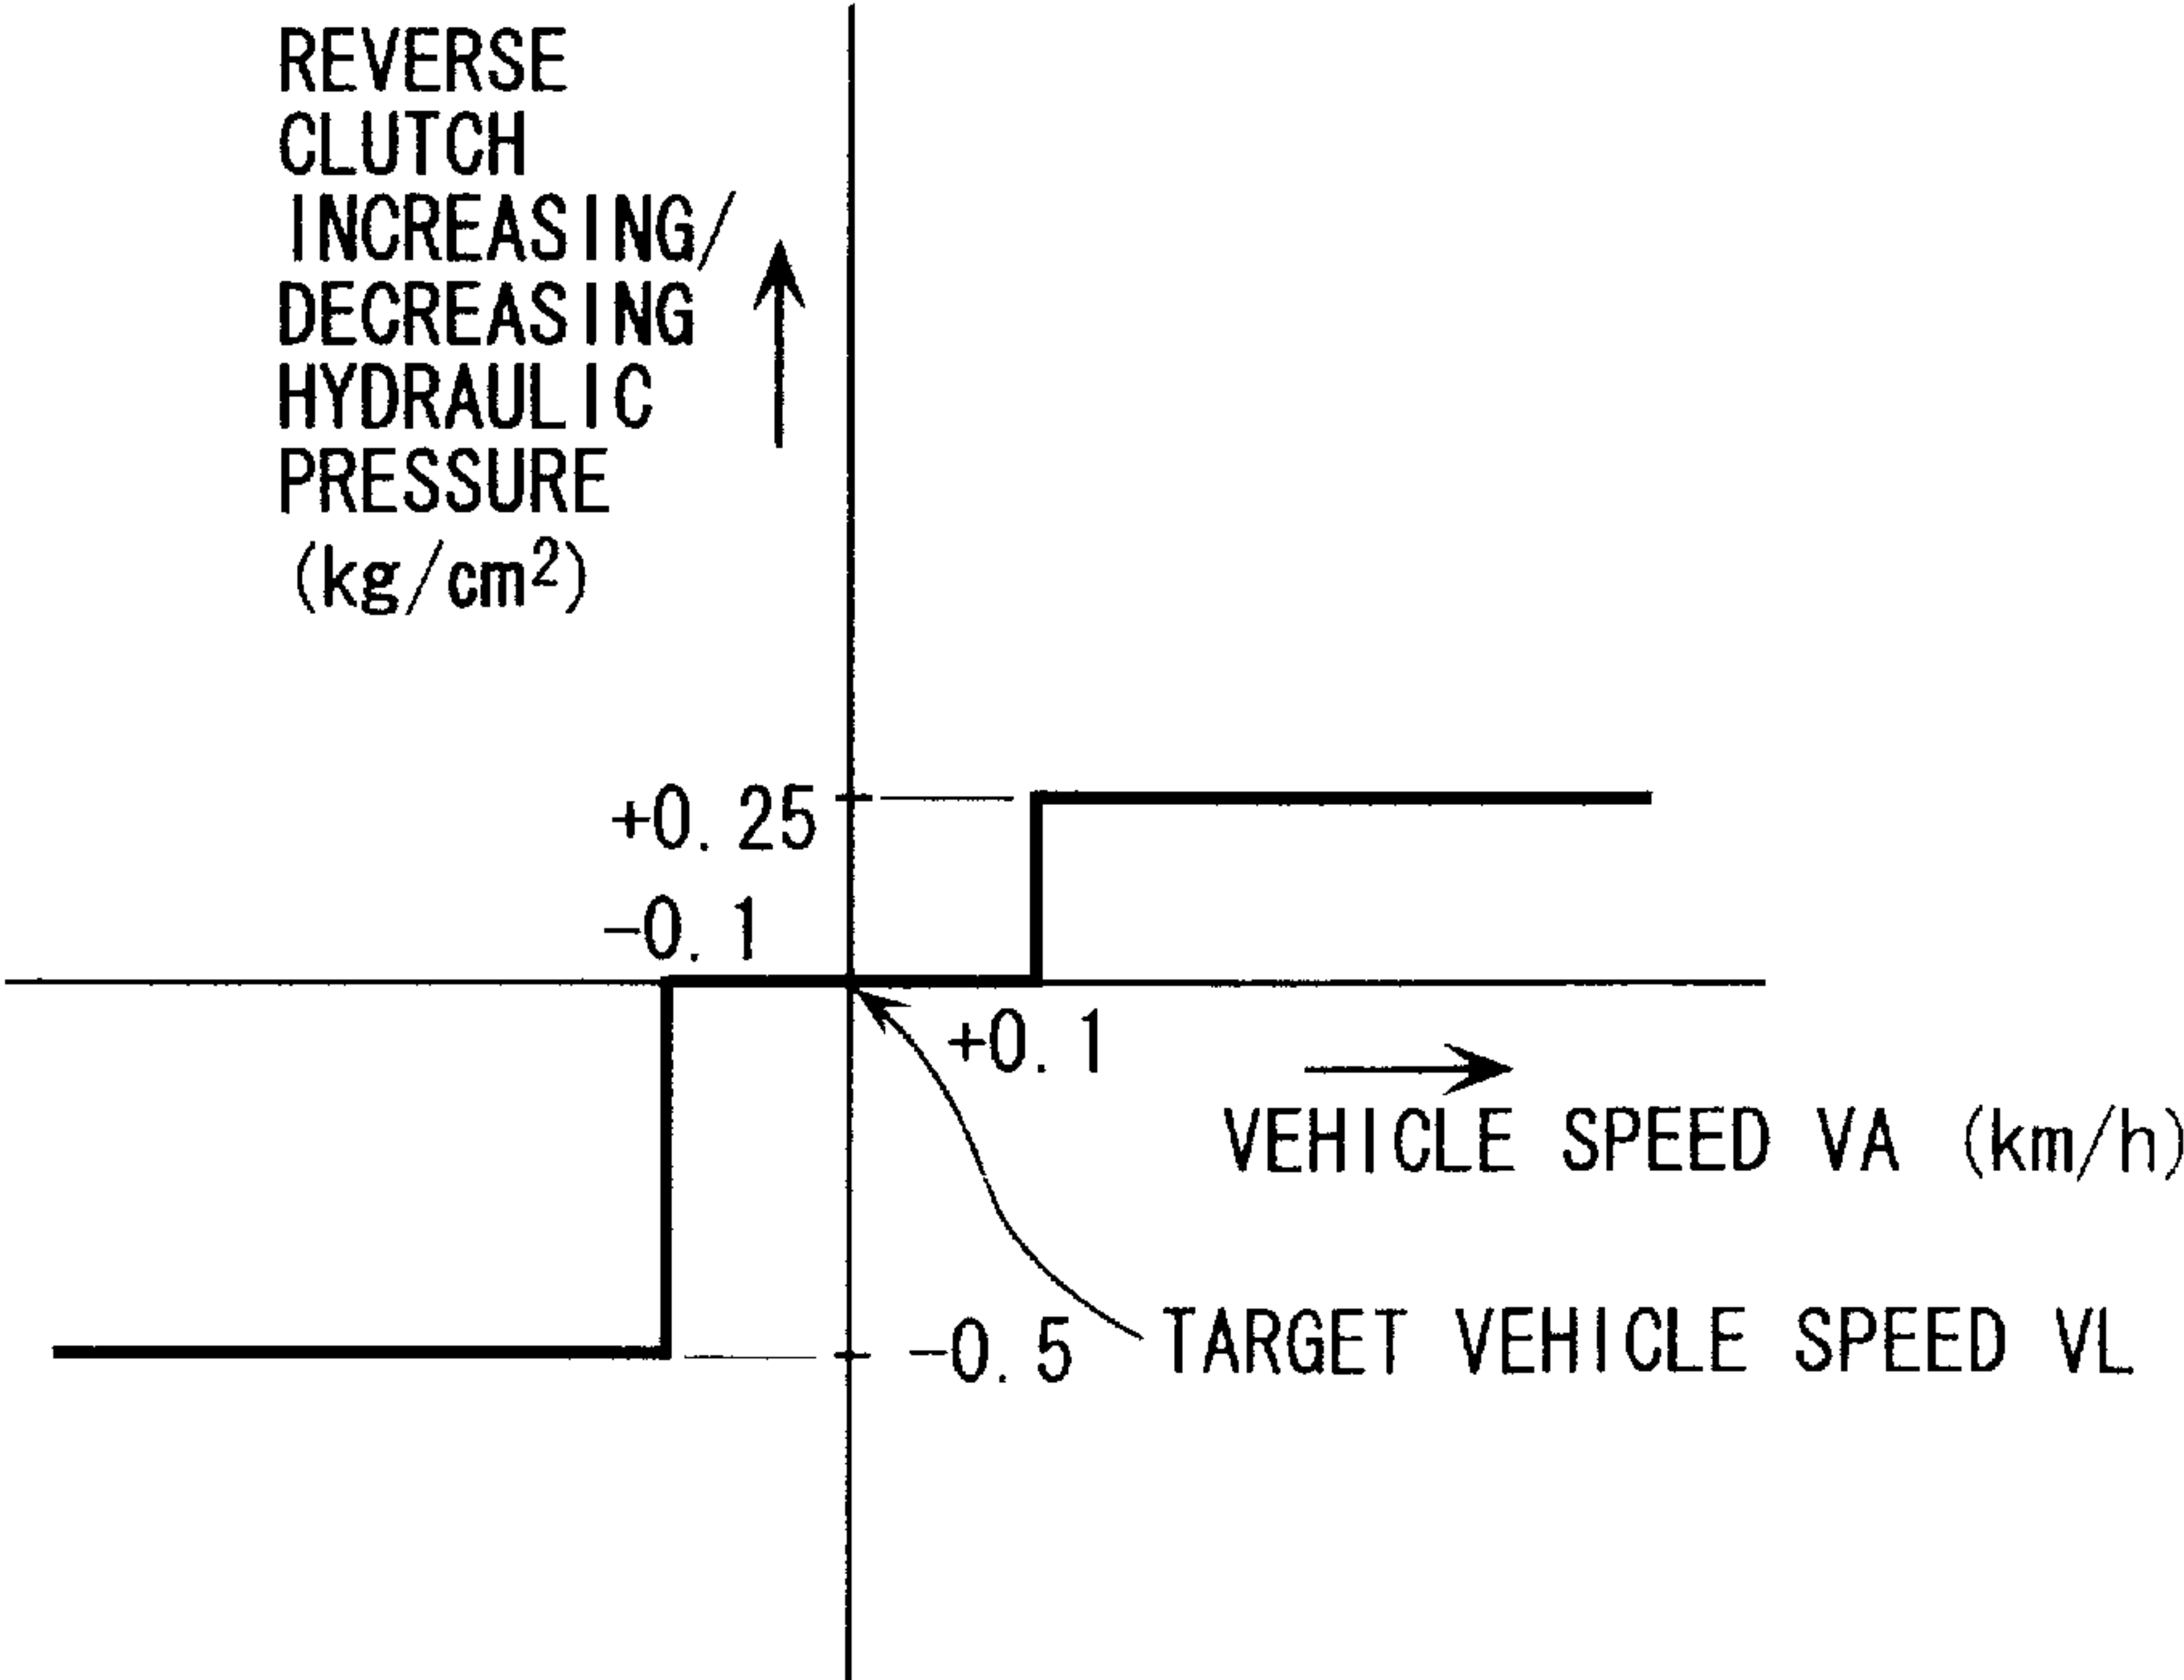 REVERSE
CLUTCH
INCREASING/
DECREASING
HYDRAULIC
PRESSURE
(kg/cm²)
+0.25
-0.1
+0.1
VEHICLE SPEED VA (km/h)
-0.5
TARGET VEHICLE SPEED VL